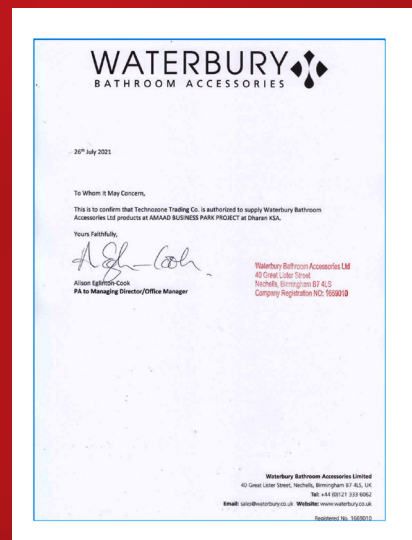 WATERBURY
BATHROOM ACCESSORIES
26th July 2021
To Whom It May Concern,
This is to confirm that Technozone Trading Co. is authorized to supply Waterbury Bathroom
Accessories Ltd products at AMAAD BUSINESS PARK PROJECT at Dharan KSA.
Yours Faithfully,
Alison Eglinton-Cook
PA to Managing Director/Office Manager
Waterbury Bathroom Accessories Ltd
40 Great Lister Street
Nechells, Birmingham B7 4LS
Company Registration NO: 1669010
Waterbury Bathroom Accessories Limited
40 Great Lister Street, Nechells, Birmingham B7 4LS, UK
Tel: +44 (0)121 333 6062
Email: sales@waterbury.co.uk Website: www.waterbury.co.uk
Registered No. 1669010